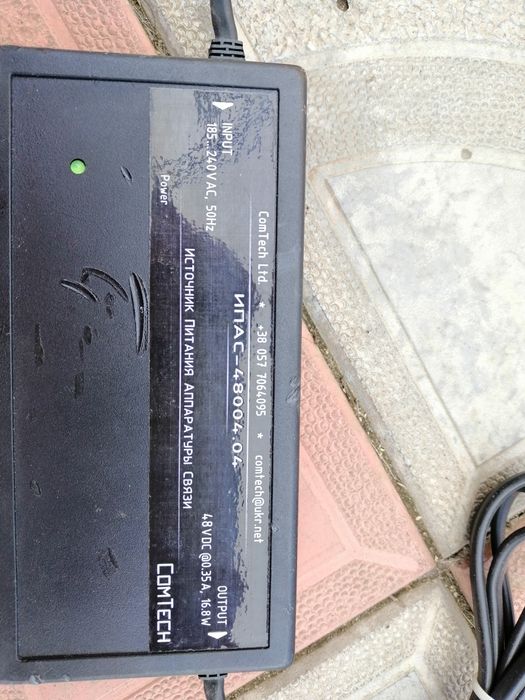 ComTech Ltd. * +38 057 7064095 * comtech@ukr.net
INPUT
185...240VAC, 50Hz
ИПАС-48004.04
OUTPUT
48VDC @0.35A, 16.8W
ИСТОЧНИК ПИТАНИЯ АППАРАТУРЫ СВЯЗИ
Power
COMTECH